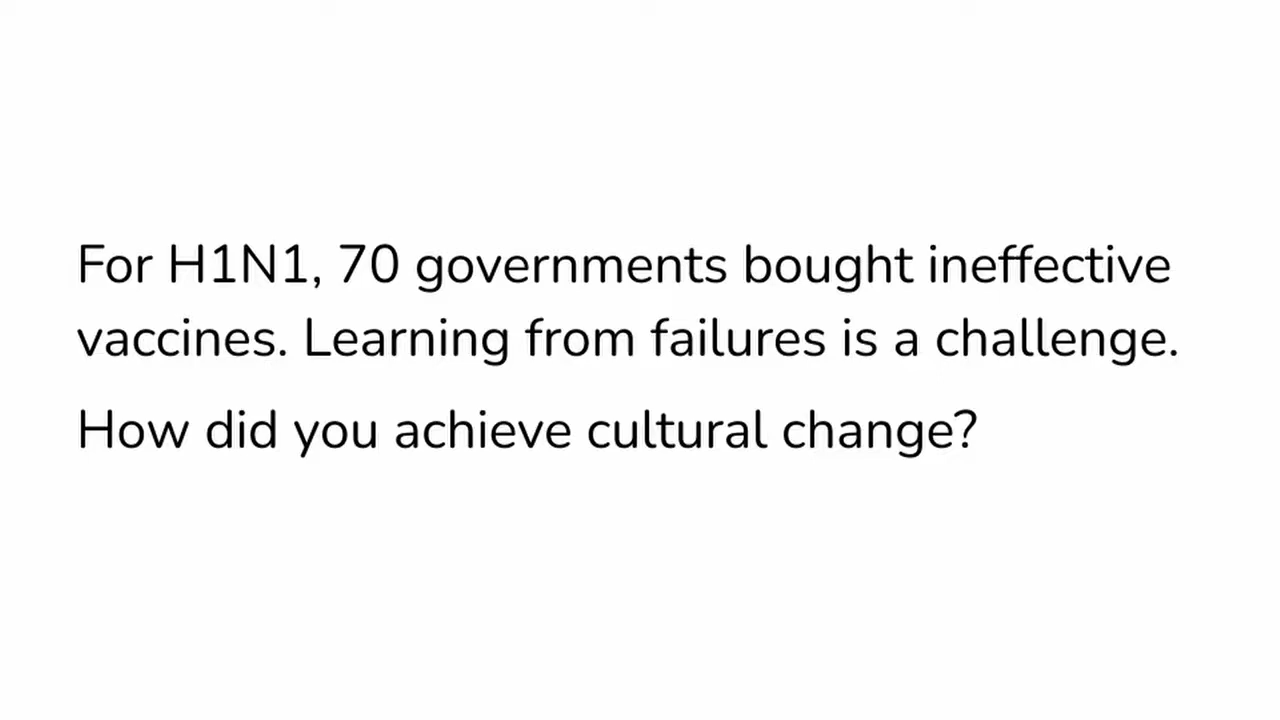 For H1N1, 70 governments bought ineffective
vaccines. Learning from failures is a challenge.
How did you achieve cultural change?